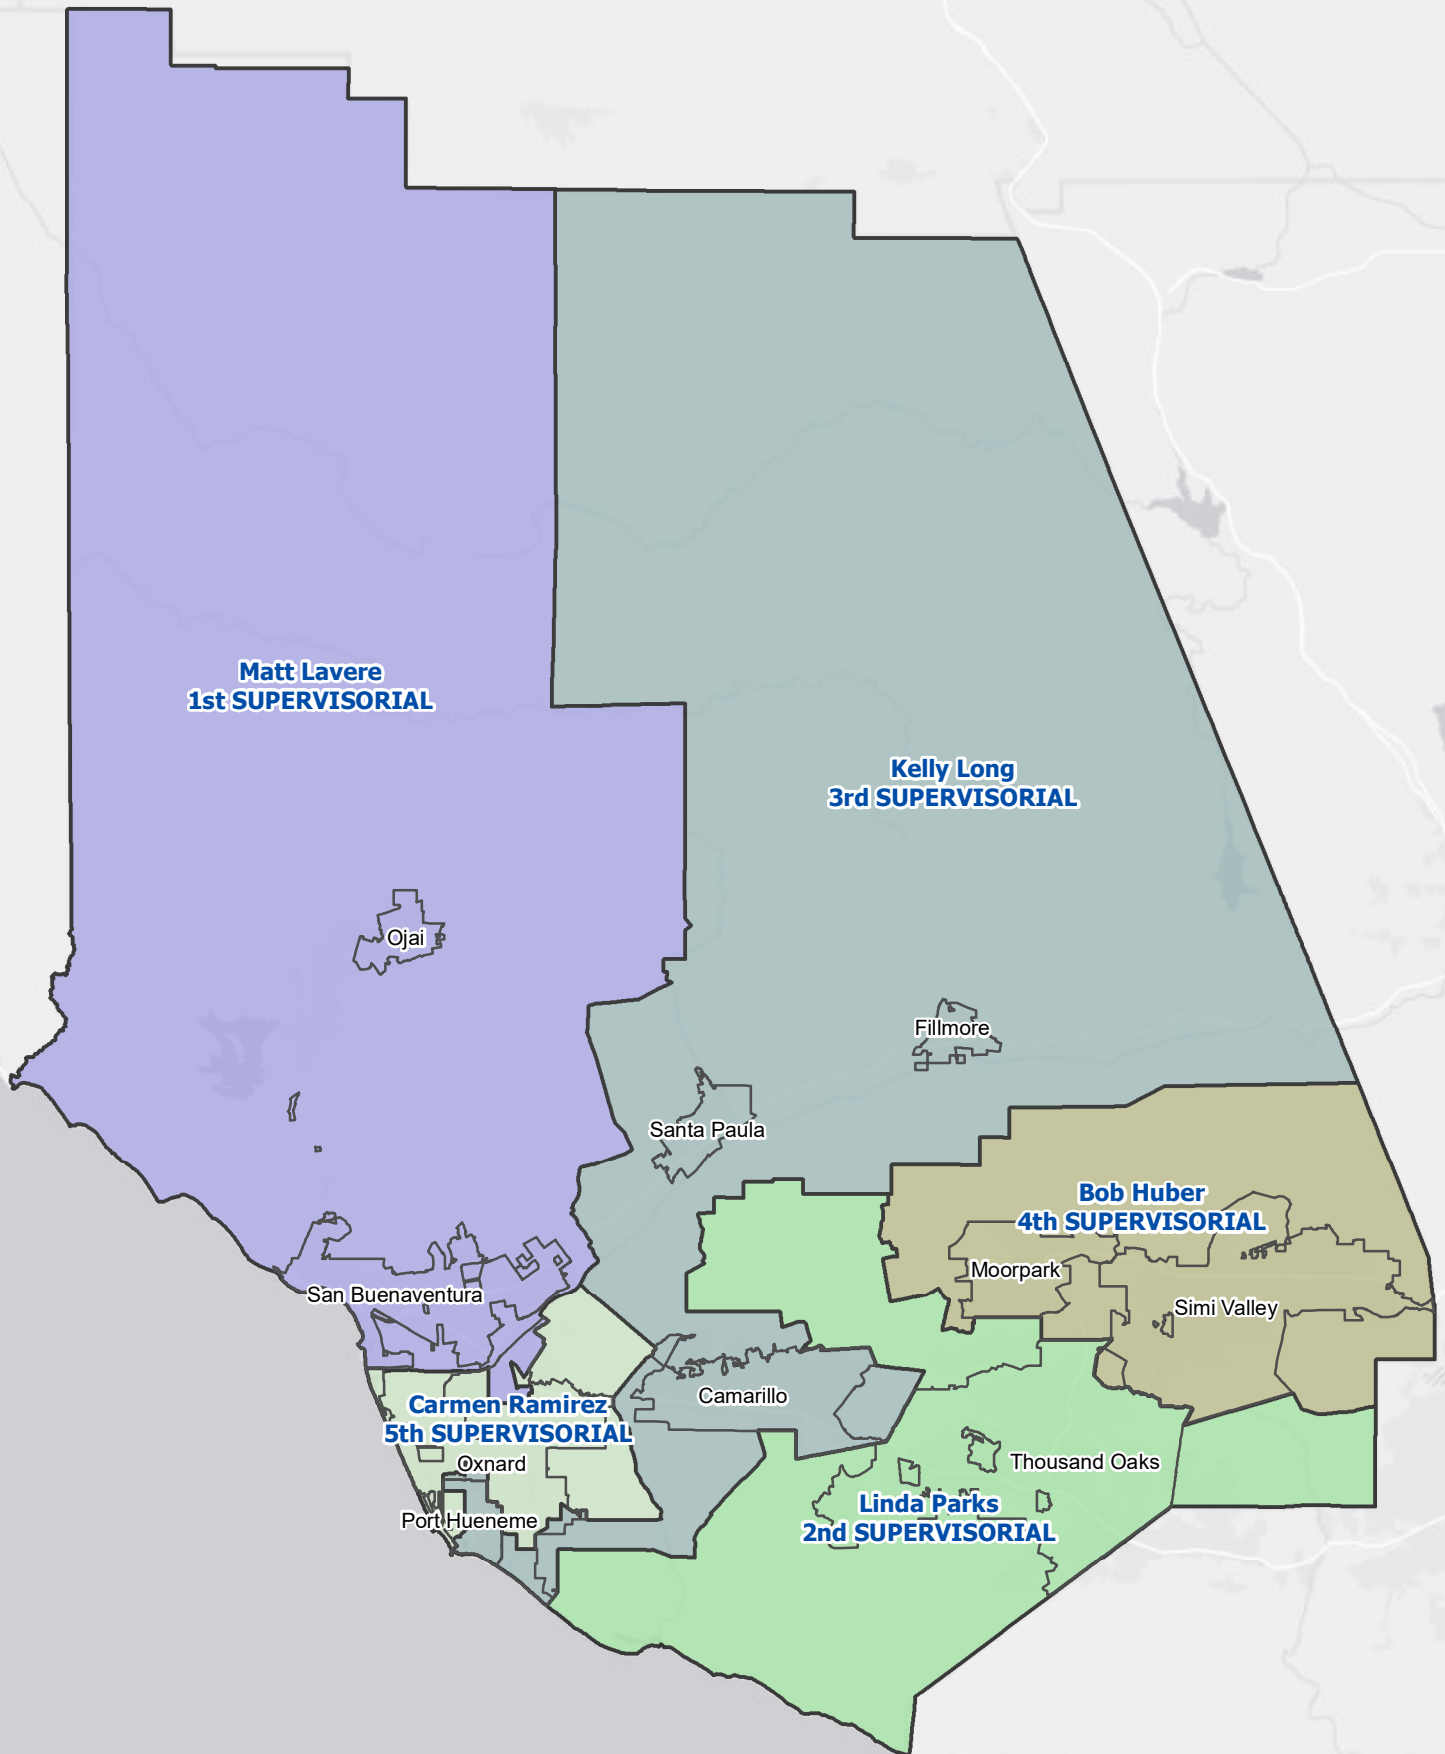 Matt Lavere
1st SUPERVISORIAL
Kelly Long
3rd SUPERVISORIAL
Ojai
Fillmore
Santa Paula
Bob Huber
4th SUPERVISORIAL
Moorpark
San Buenaventura
Simi Valley
Camarillo
Carmen Ramirez
5th SUPERVISORIAL
Oxnard
Thousand Oaks
Linda Parks
2nd SUPERVISORIAL
Port Hueneme